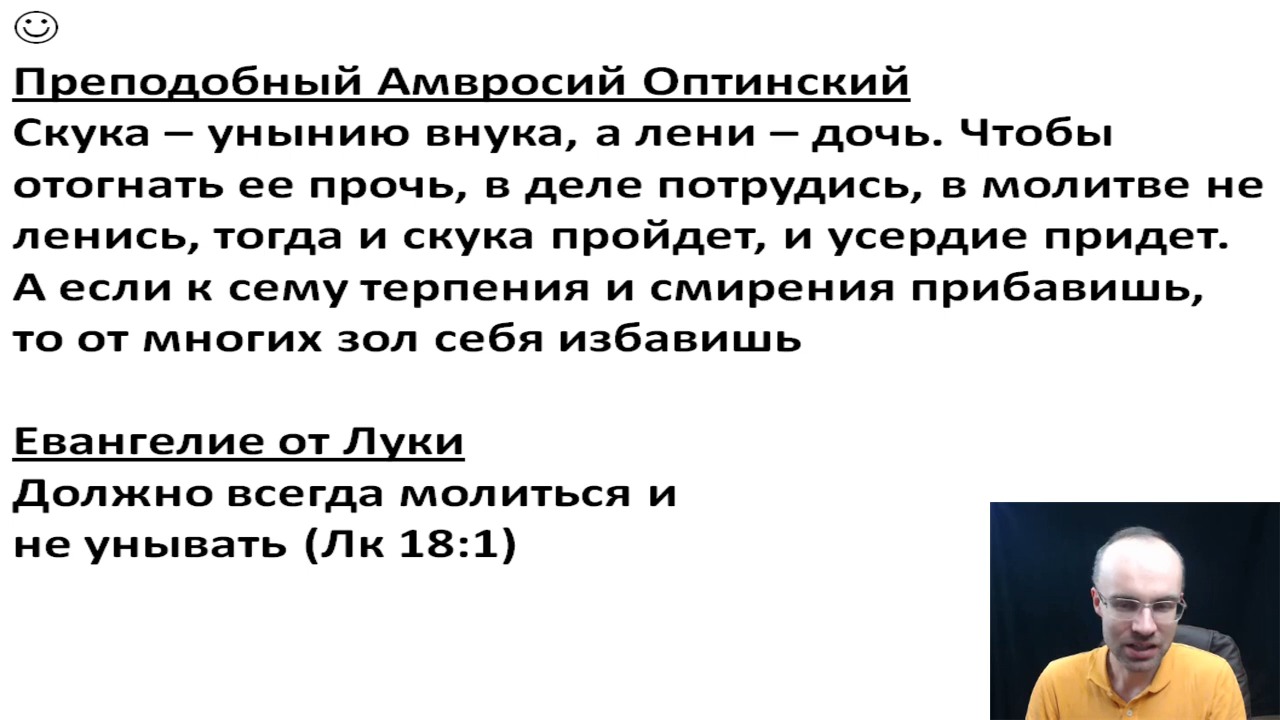 Преподобный Амвросий Оптинский
Скука – унынию внука, а лени – дочь. Чтобы
отогнать ее прочь, в деле потрудись, в молитве не
ленись, тогда и скука пройдет, и усердие придет.
А если к сему терпения и смирения прибавишь,
то от многих зол себя избавишь
Евангелие от Луки
Должно всегда молиться и
не унывать (Лк 18:1)